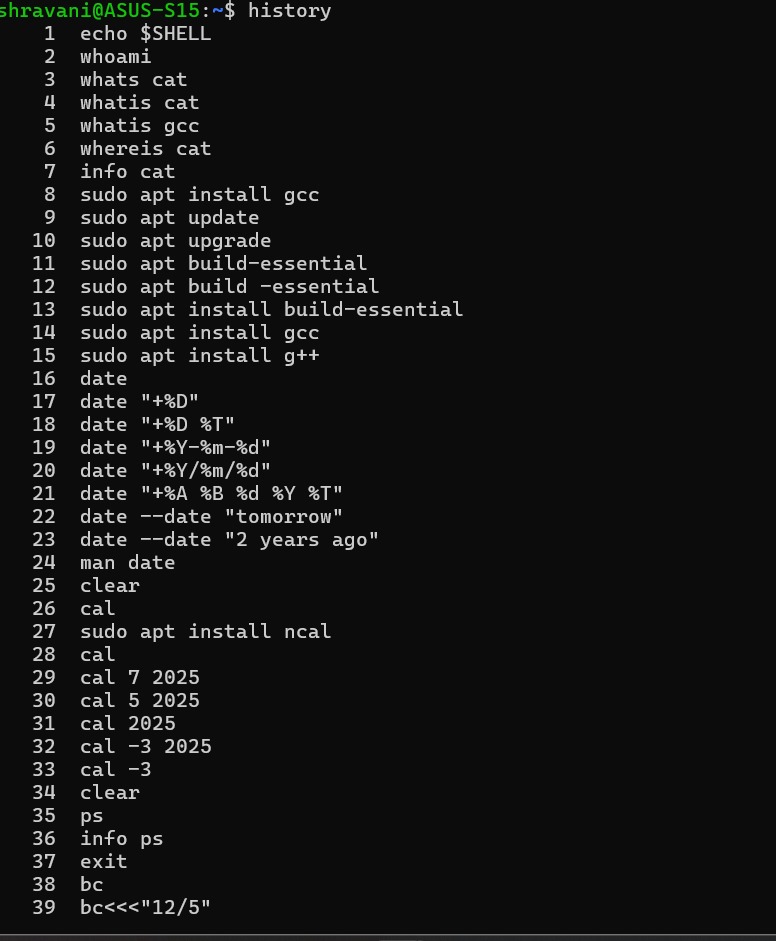 shravani@ASUS-S15:~$ history
1 echo $SHELL
2 whoami
3 whats cat
4 whatis cat
5 whatis gcc
6 whereis cat
7 info cat
8 sudo apt install gcc
9 sudo apt update
10 sudo apt upgrade
11 sudo apt build-essential
12 sudo apt build -essential
13 sudo apt install build-essential
14 sudo apt install gcc
15 sudo apt install g++
16 date
17 date "+%D"
18 date "+%D %T"
19 date "+%Y-%m-%d"
20 date "+%Y/%m/%d"
21 date "+%A %B %d %Y %T"
22 date --date "tomorrow"
23 date --date "2 years ago"
24 man date
25 clear
26 cal
27 sudo apt install ncal
28 cal
29 cal 7 2025
30 cal 5 2025
31 cal 2025
32 cal -3 2025
33 cal -3
34 clear
35 ps
36 info ps
37 exit
38 bc
39 bc<<<"12/5"